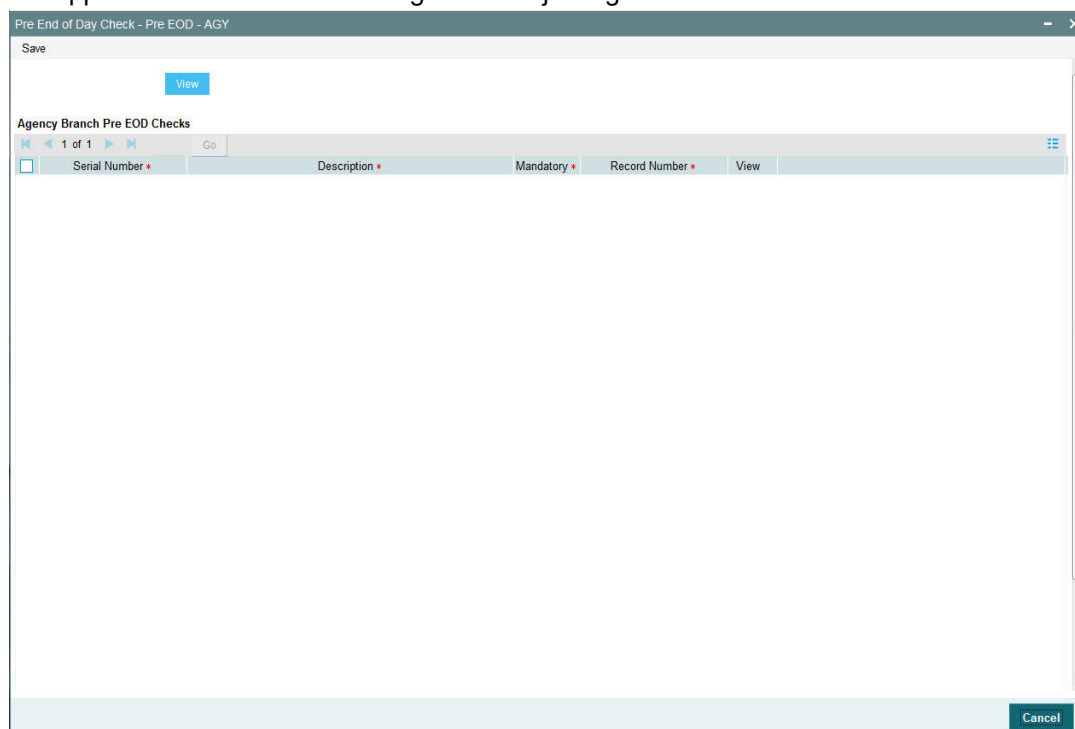 Pre End of Day Check - Pre EOD - AGY
Save
View
Agency Branch Pre EOD Checks
1 of 1 Go
Serial Number * Description * Mandatory * Record Number * View
Cancel